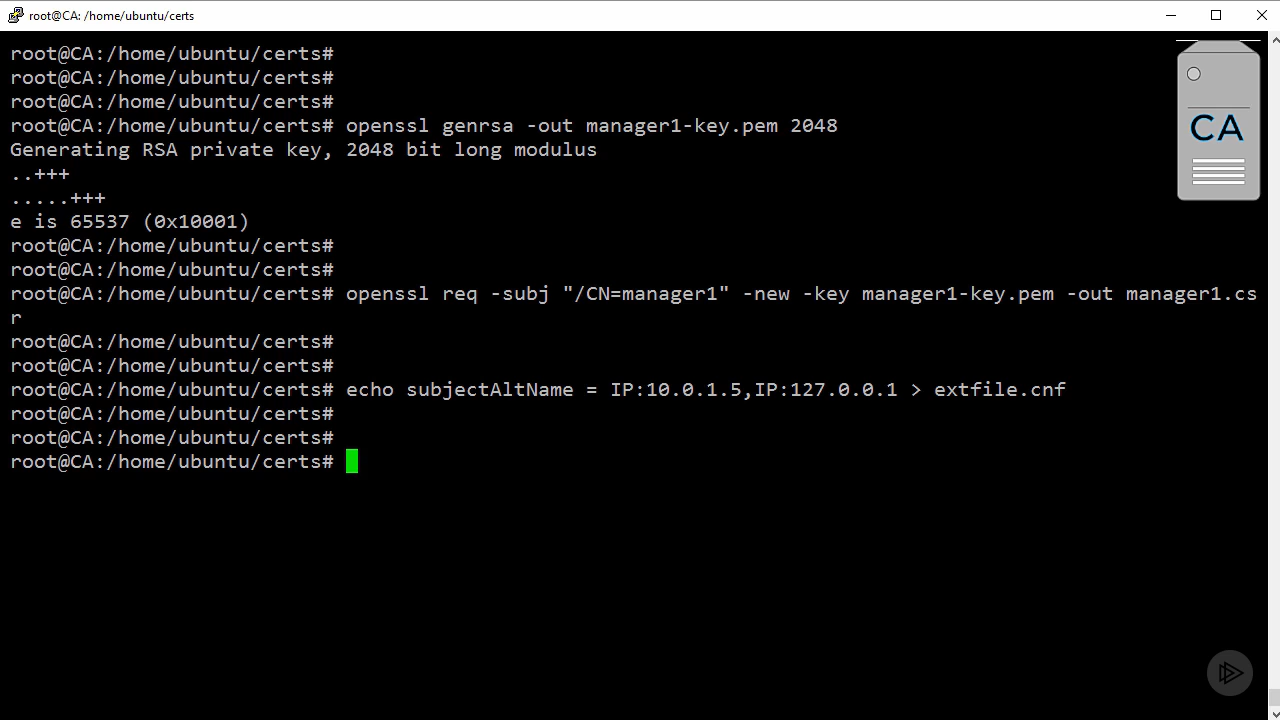 root@CA: /home/ubuntu/certs
root@CA:/home/ubuntu/certs#
root@CA:/home/ubuntu/certs#
root@CA:/home/ubuntu/certs#
root@CA:/home/ubuntu/certs# openssl genrsa -out manager1-key.pem 2048
Generating RSA private key, 2048 bit long modulus
..+++
.....+++
e is 65537 (0x10001)
root@CA:/home/ubuntu/certs#
root@CA:/home/ubuntu/certs#
root@CA:/home/ubuntu/certs# openssl req -subj "/CN=manager1" -new -key manager1-key.pem -out manager1.cs
r
root@CA:/home/ubuntu/certs#
root@CA:/home/ubuntu/certs#
root@CA:/home/ubuntu/certs# echo subjectAltName = IP:10.0.1.5,IP:127.0.0.1 > extfile.cnf
root@CA:/home/ubuntu/certs#
root@CA:/home/ubuntu/certs#
root@CA:/home/ubuntu/certs#
CA